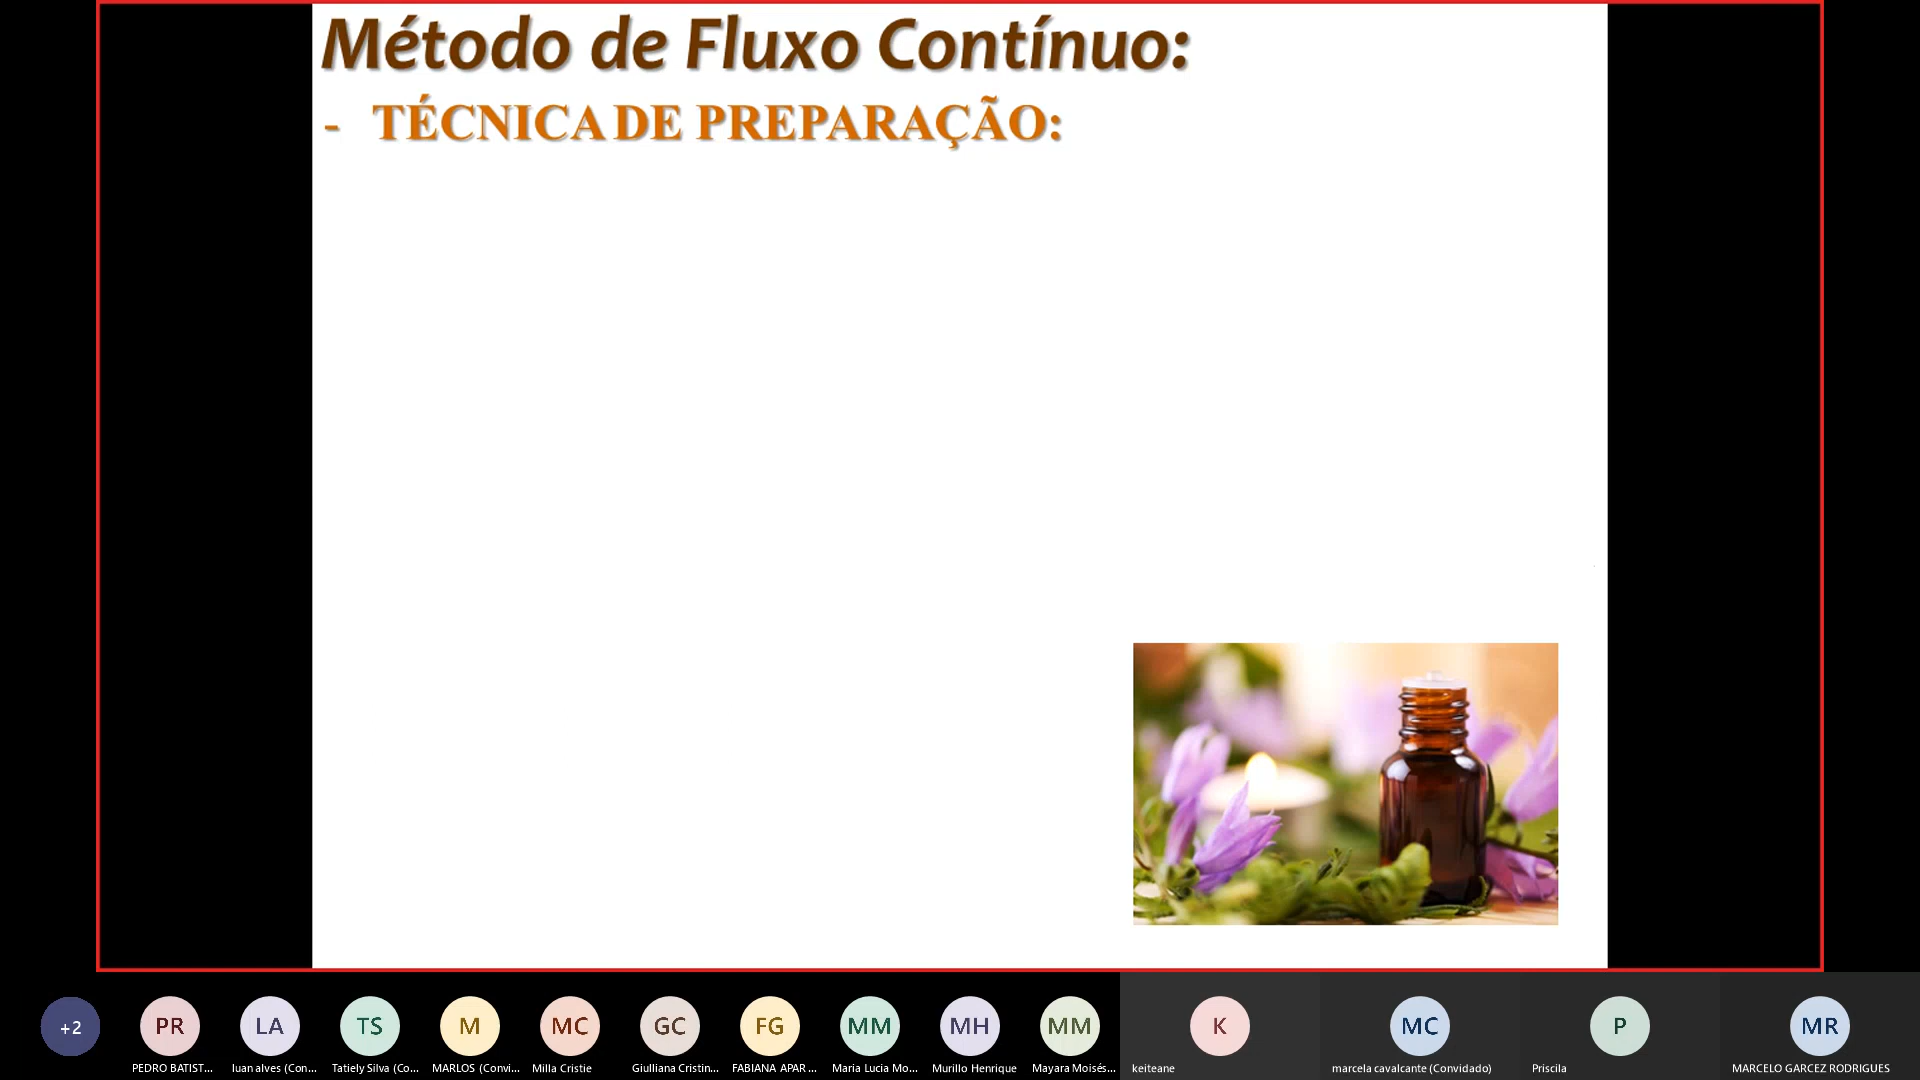 Método de Fluxo Contínuo:
- TÉCNICA DE PREPARAÇÃO:
+2 PR LA TS M MC GC FG MM MH MM K MC P MR
PEDRO BATIST... luan alves (Con... Tatiely Silva (Co... MARLOS (Convi... Milla Cristie Giulliana Cristin... FABIANA APAR ... Maria Lucia Mo... Murillo Henrique Mayara Moisés... keiteane marcela cavalcante (Convidado) Priscila MARCELO GARCEZ RODRIGUES